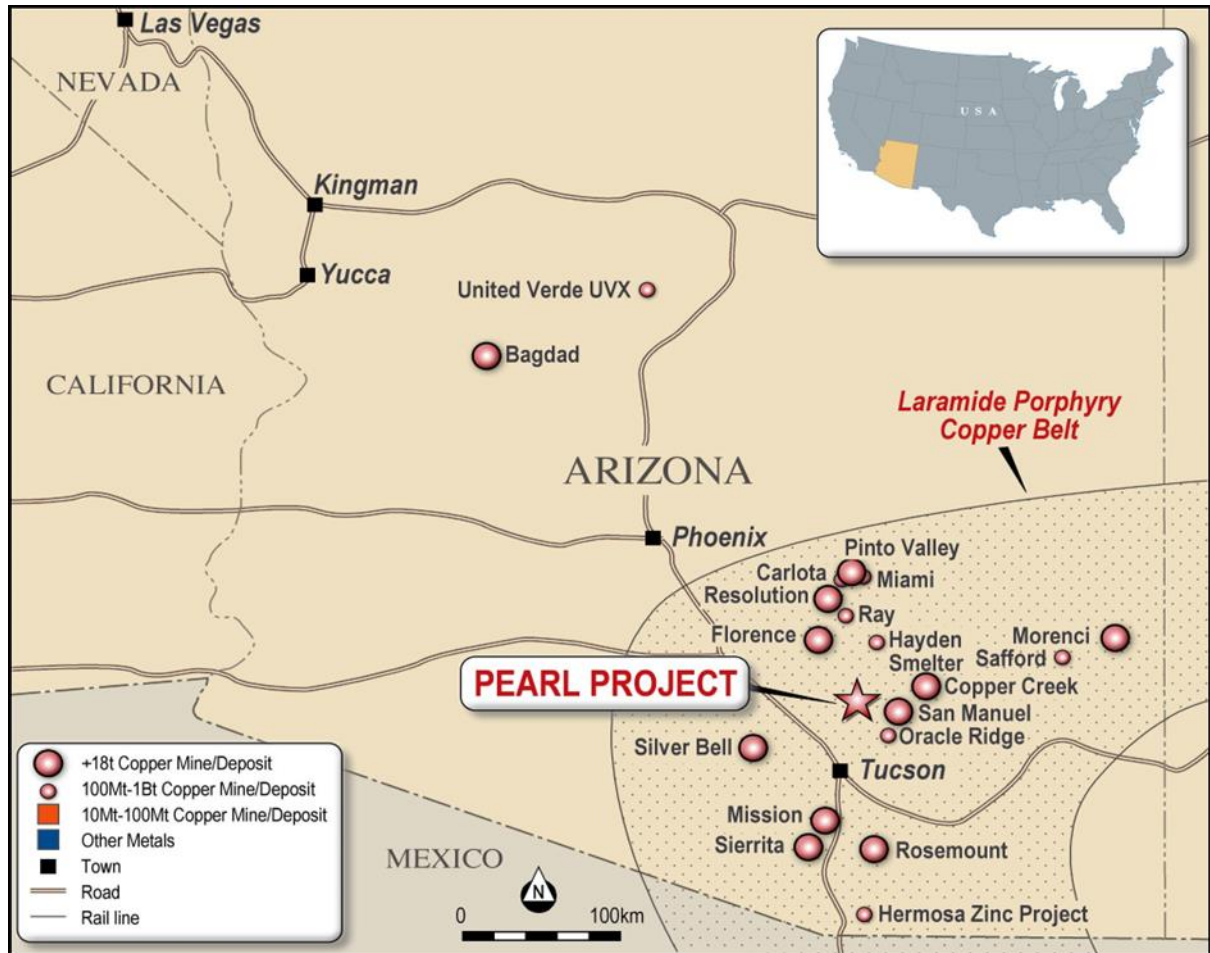 Las Vegas
NEVADA
USA
Kingman
Yucca
United Verde UVX
Bagdad
CALIFORNIA
Laramide Porphyry
Copper Belt
ARIZONA
Phoenix
Pinto Valley
Carlota
Miami
Resolution
Ray
Florence
Hayden
Smelter
Morenci
Safford
PEARL PROJECT
Copper Creek
San Manuel
Oracle Ridge
Silver Bell
Tucson
Mission
Sierrita
Rosemount
MEXICO
Hermosa Zinc Project
+18t Copper Mine/Deposit
100Mt-1Bt Copper Mine/Deposit
10Mt-100Mt Copper Mine/Deposit
Other Metals
Town
Road
Rail line
N
0 100km